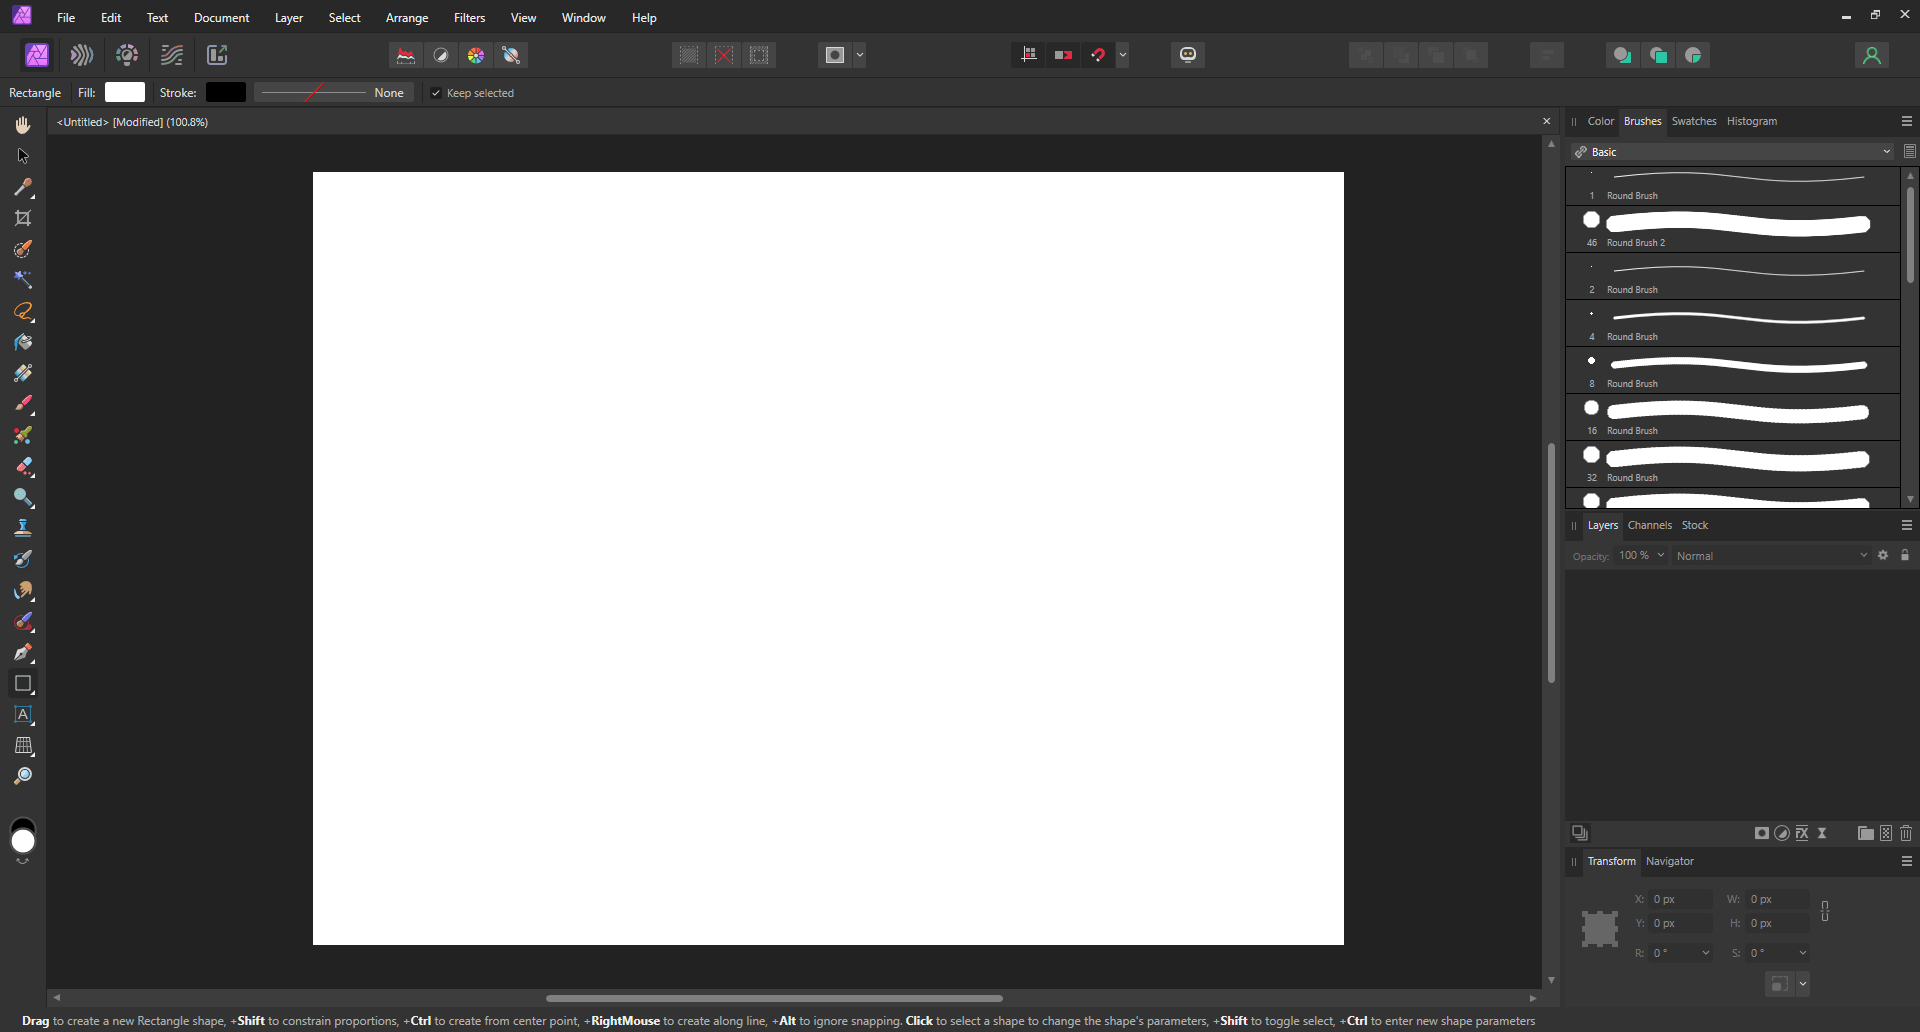 File Edit Text Document Layer Select Arrange Filters View Window Help
Rectangle Fill: Stroke: None Keep selected
<Untitled> [Modified] (100.8%)
Color Brushes Swatches Histogram
Basic
1 Round Brush
46 Round Brush 2
2 Round Brush
4 Round Brush
8 Round Brush
16 Round Brush
32 Round Brush
Layers Channels Stock
Opacity: 100 % Normal
Transform Navigator
X: 0 px W: 0 px
Y: 0 px H: 0 px
R: 0 ° S: 0 °
Drag to create a new Rectangle shape, +Shift to constrain proportions, +Ctrl to create from center point, +RightMouse to create along line, +Alt to ignore snapping. Click to select a shape to change the shape's parameters, +Shift to toggle select, +Ctrl to enter new shape parameters